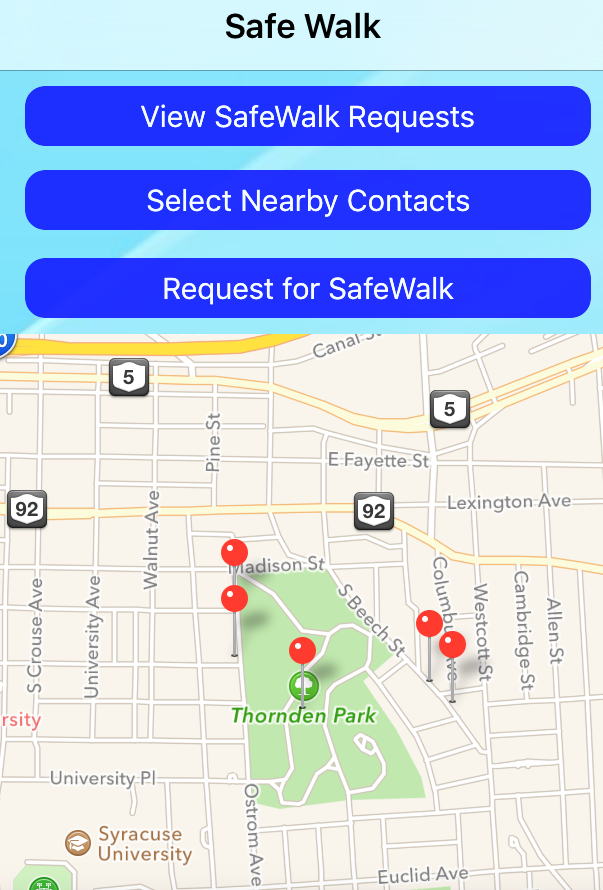 Safe Walk
View SafeWalk Requests
Select Nearby Contacts
Request for SafeWalk
0
Canal St
5
5
Pine St
E Fayette St
92
92
Lexington Ave
Walnut Ave
Madison St
S Beech St
S Crouse Ave
University Ave
Columbus Ave
Westcott St
Cambridge St
Allen St
rsity
Thornden Park
University Pl
Ostrom Ave
Syracuse
University
Euclid Ave